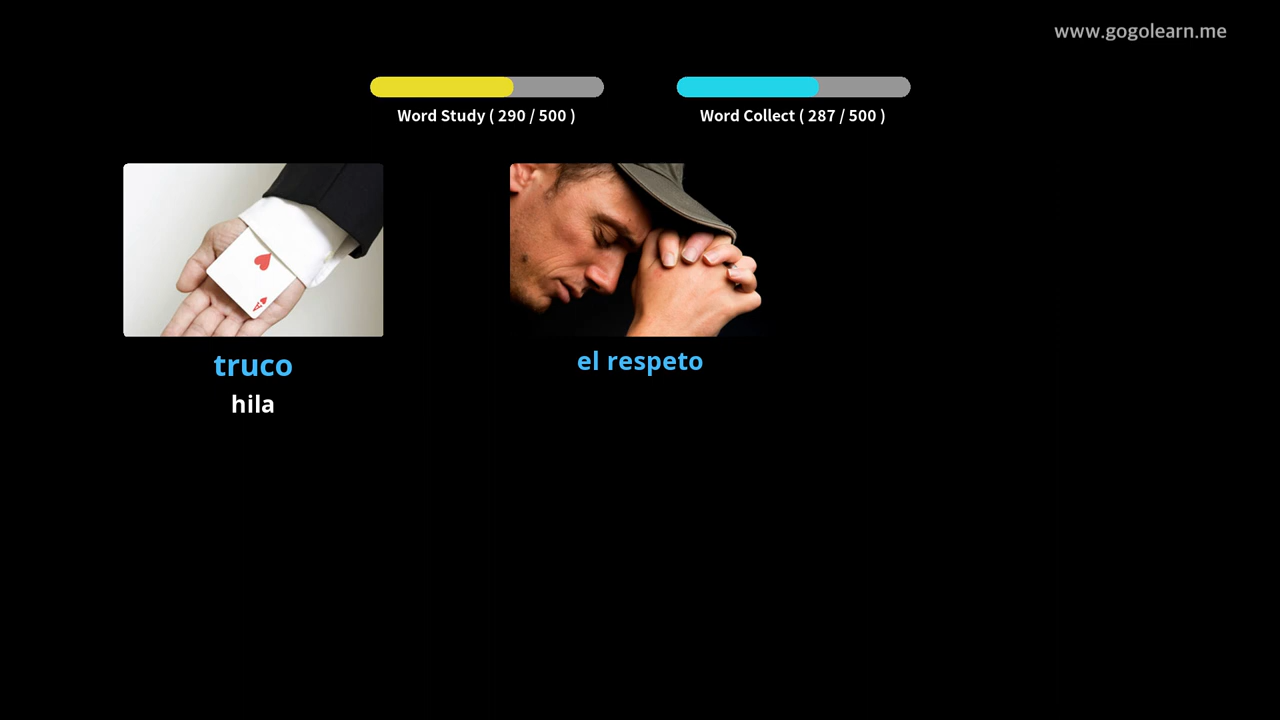 www.gogolearn.me
Word Study ( 290 / 500 )
Word Collect ( 287 / 500 )
truco
hila
el respeto